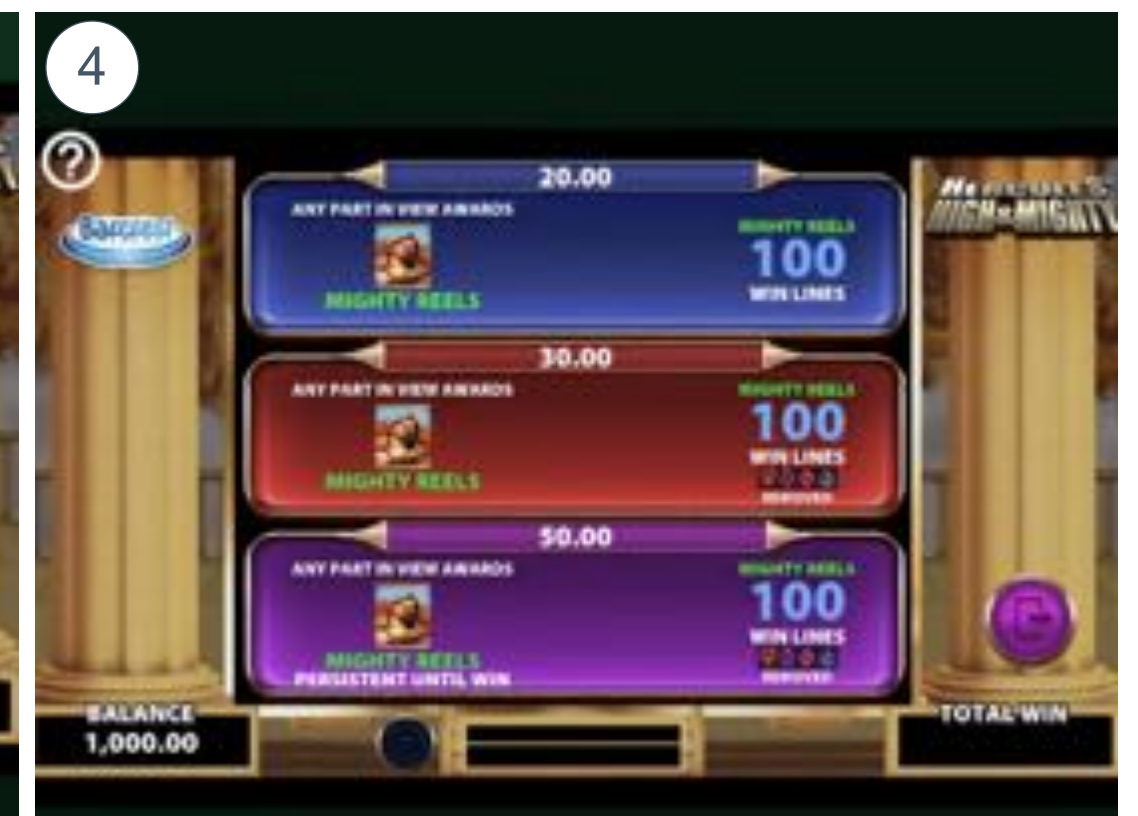 4
?
20.00
ANY PART IN VIEW AWARDS
MIGHTY REELS
MIGHTY REELS
100
WIN LINES
30.00
ANY PART IN VIEW AWARDS
MIGHTY REELS
MIGHTY REELS
100
WIN LINES
REMOVED
50.00
ANY PART IN VIEW AWARDS
MIGHTY REELS
PERSISTENT UNTIL WIN
MIGHTY REELS
100
WIN LINES
REMOVED
HIGH & MIGHTY
BALANCE
1,000.00
TOTAL WIN